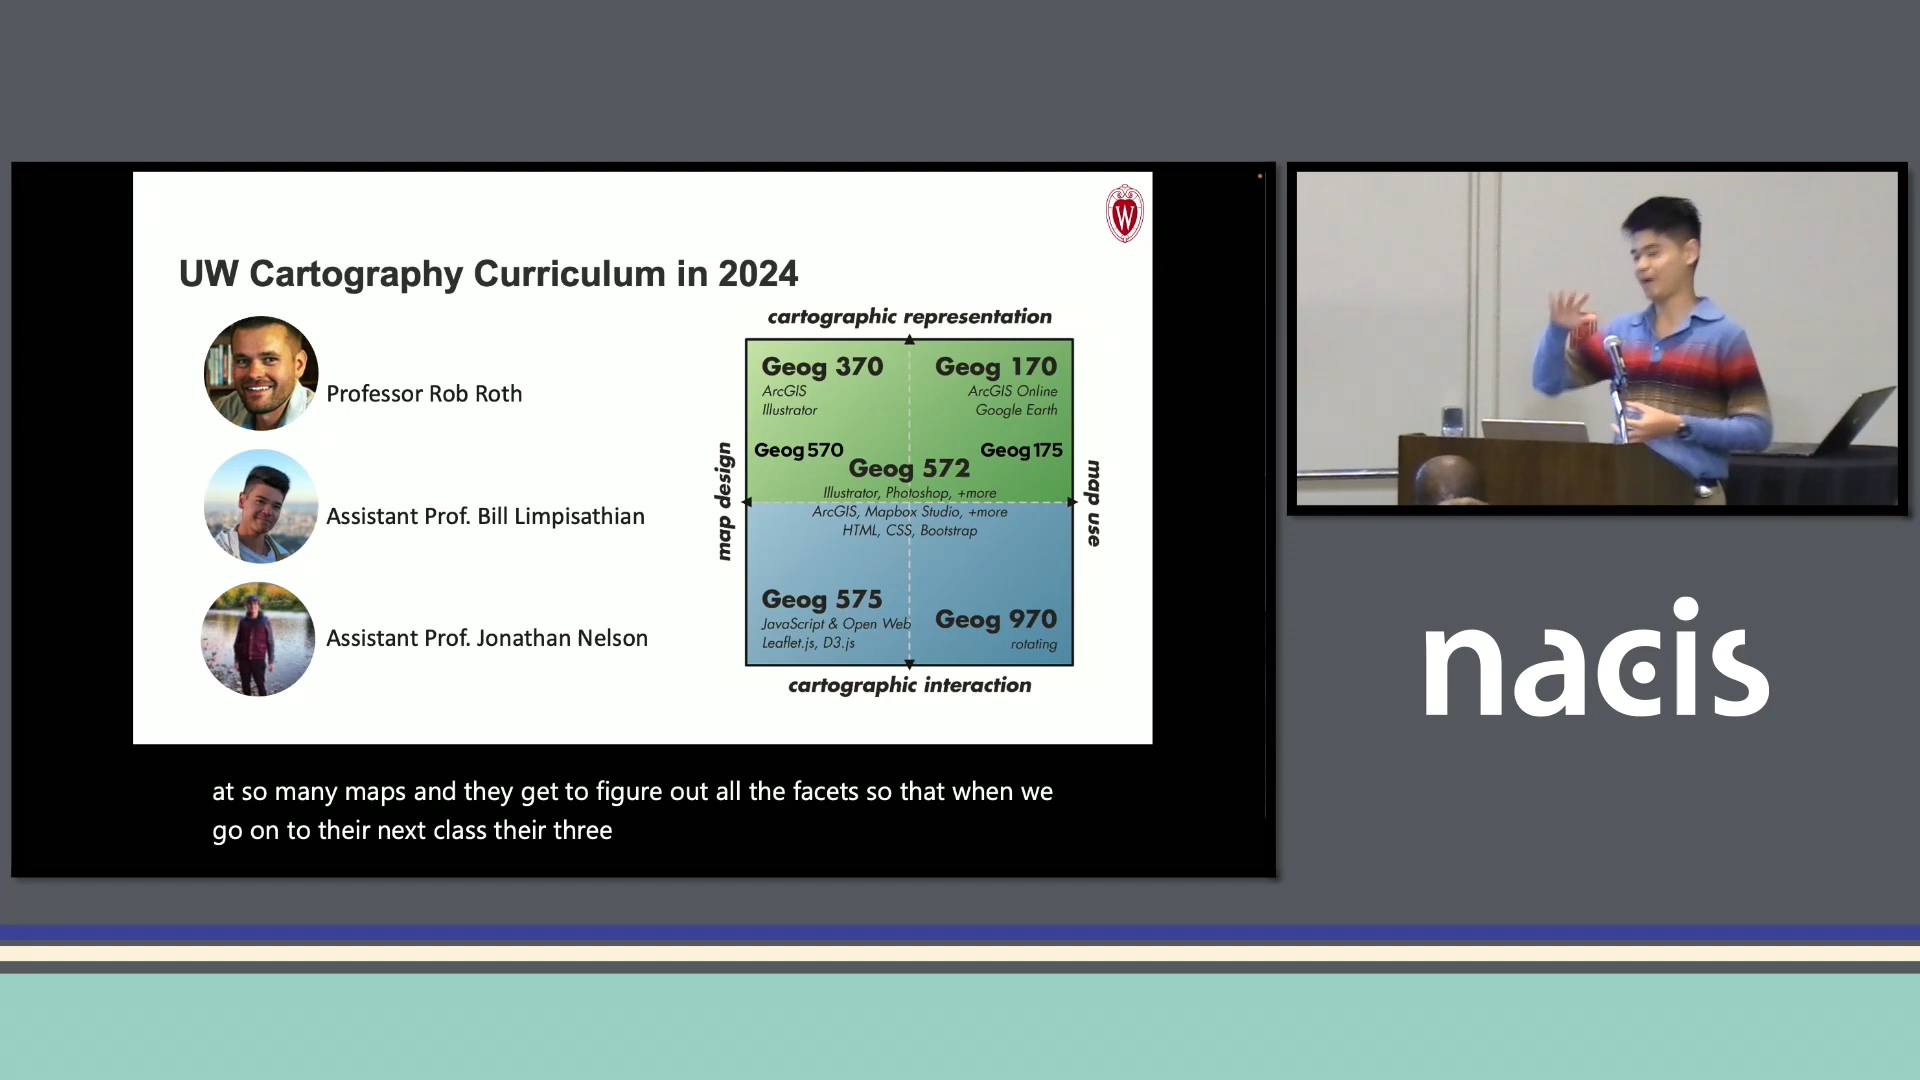 W
UW Cartography Curriculum in 2024
Professor Rob Roth
Assistant Prof. Bill Limpisathian
Assistant Prof. Jonathan Nelson
cartographic representation
map design
map use
Geog 370
ArcGIS
Illustrator
Geog 170
ArcGIS Online
Google Earth
Geog 570
Geog 175
Geog 572
Illustrator, Photoshop, +more
ArcGIS, Mapbox Studio, +more
HTML, CSS, Bootstrap
Geog 575
JavaScript & Open Web
Leaflet.js, D3.js
Geog 970
rotating
cartographic interaction
at so many maps and they get to figure out all the facets so that when we
go on to their next class their three
nacis